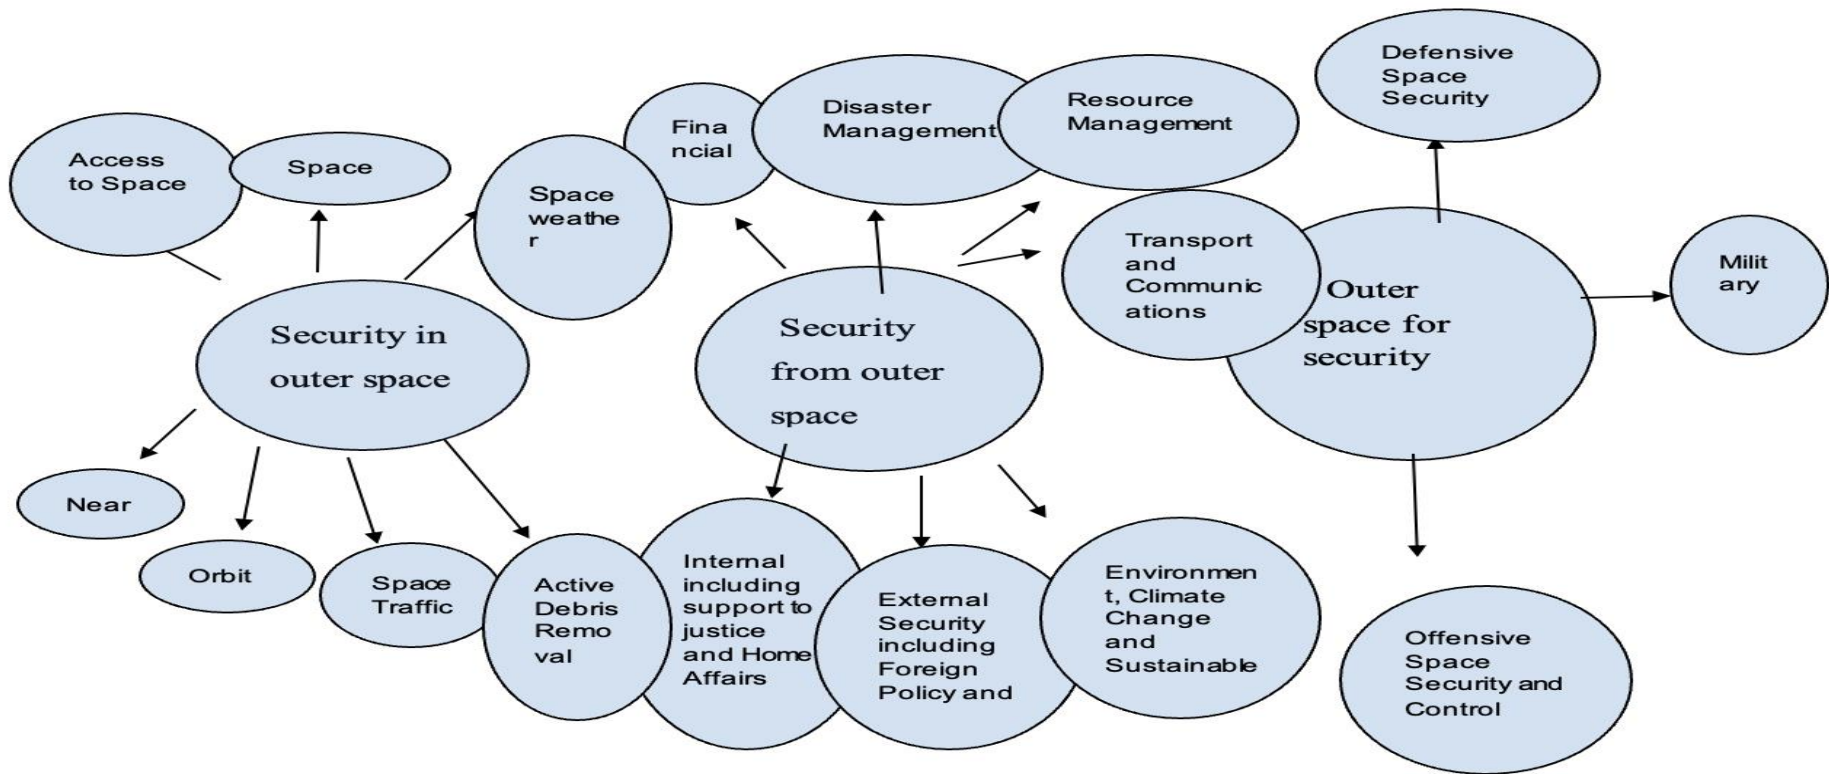 Access
to Space
Space
Space
weathe
r
Fina
ncial
Disaster
Management
Resource
Management
Defensive
Space
Security
Transport
and
Communic
ations
Milit
ary
Security in
outer space
Security
from outer
space
Outer
space for
security
Near
Orbit
Space
Traffic
Active
Debris
Remo
val
Internal
including
support to
justice
and Home
Affairs
External
Security
including
Foreign
Policy and
Environmen
t, Climate
Change
and
Sustainable
Offensive
Space
Security and
Control